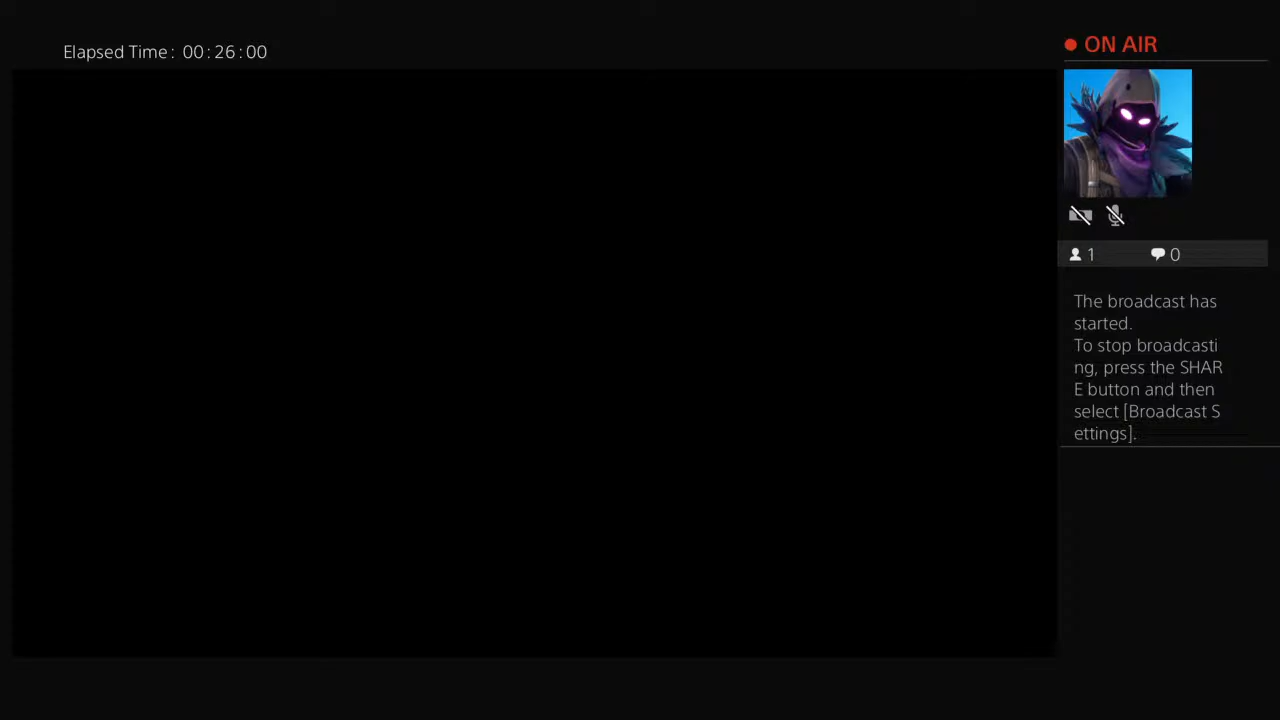 Elapsed Time: 00:26:00
ON AIR
1 0
The broadcast has
started.
To stop broadcasti
ng, press the SHAR
E button and then
select [Broadcast S
ettings].